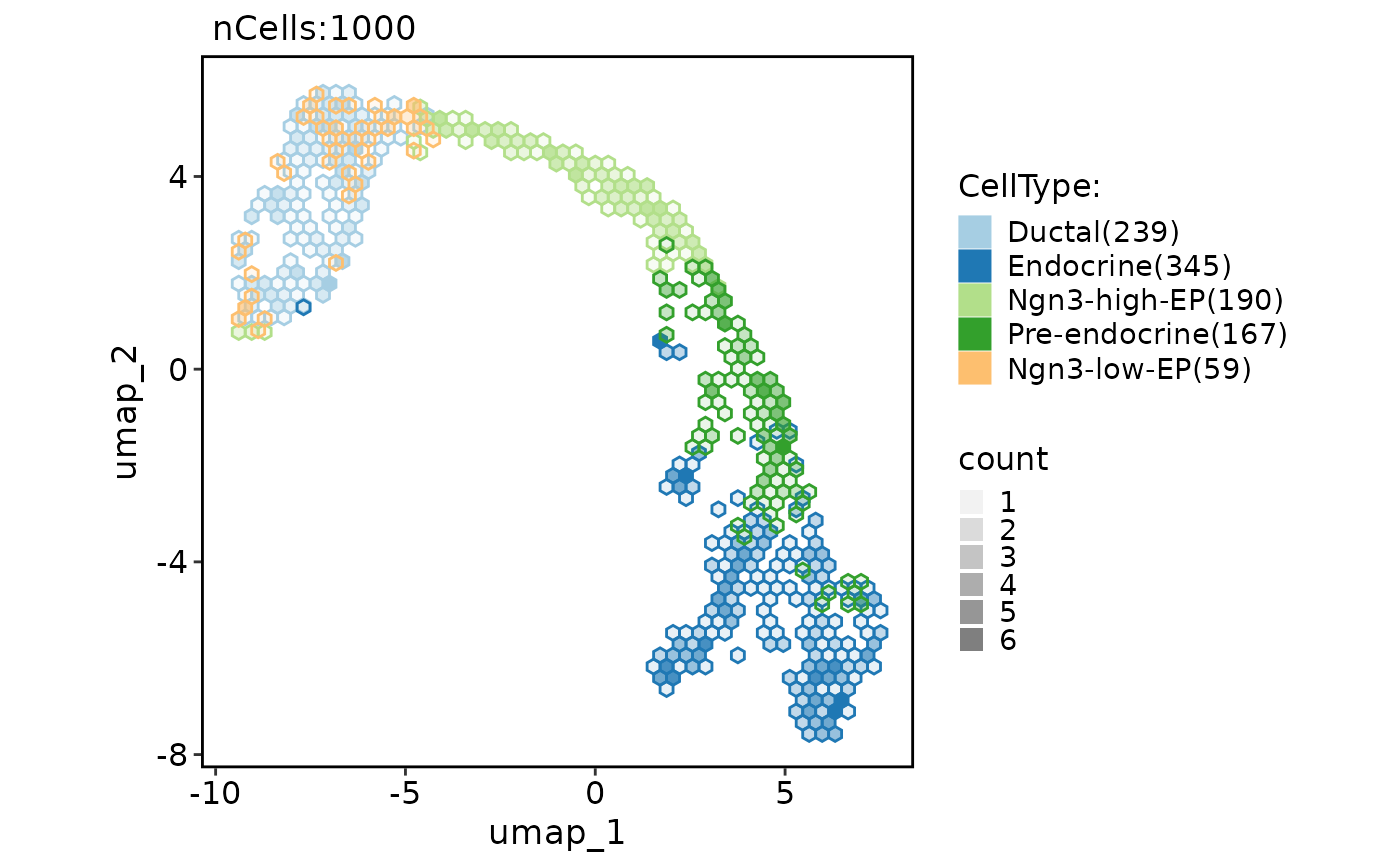 nCells:1000
4
0
-4
-8
umap_2
-10
-5
0
5
umap_1
CellType:
Ductal(239)
Endocrine(345)
Ngn3-high-EP(190)
Pre-endocrine(167)
Ngn3-low-EP(59)
count
1
2
3
4
5
6